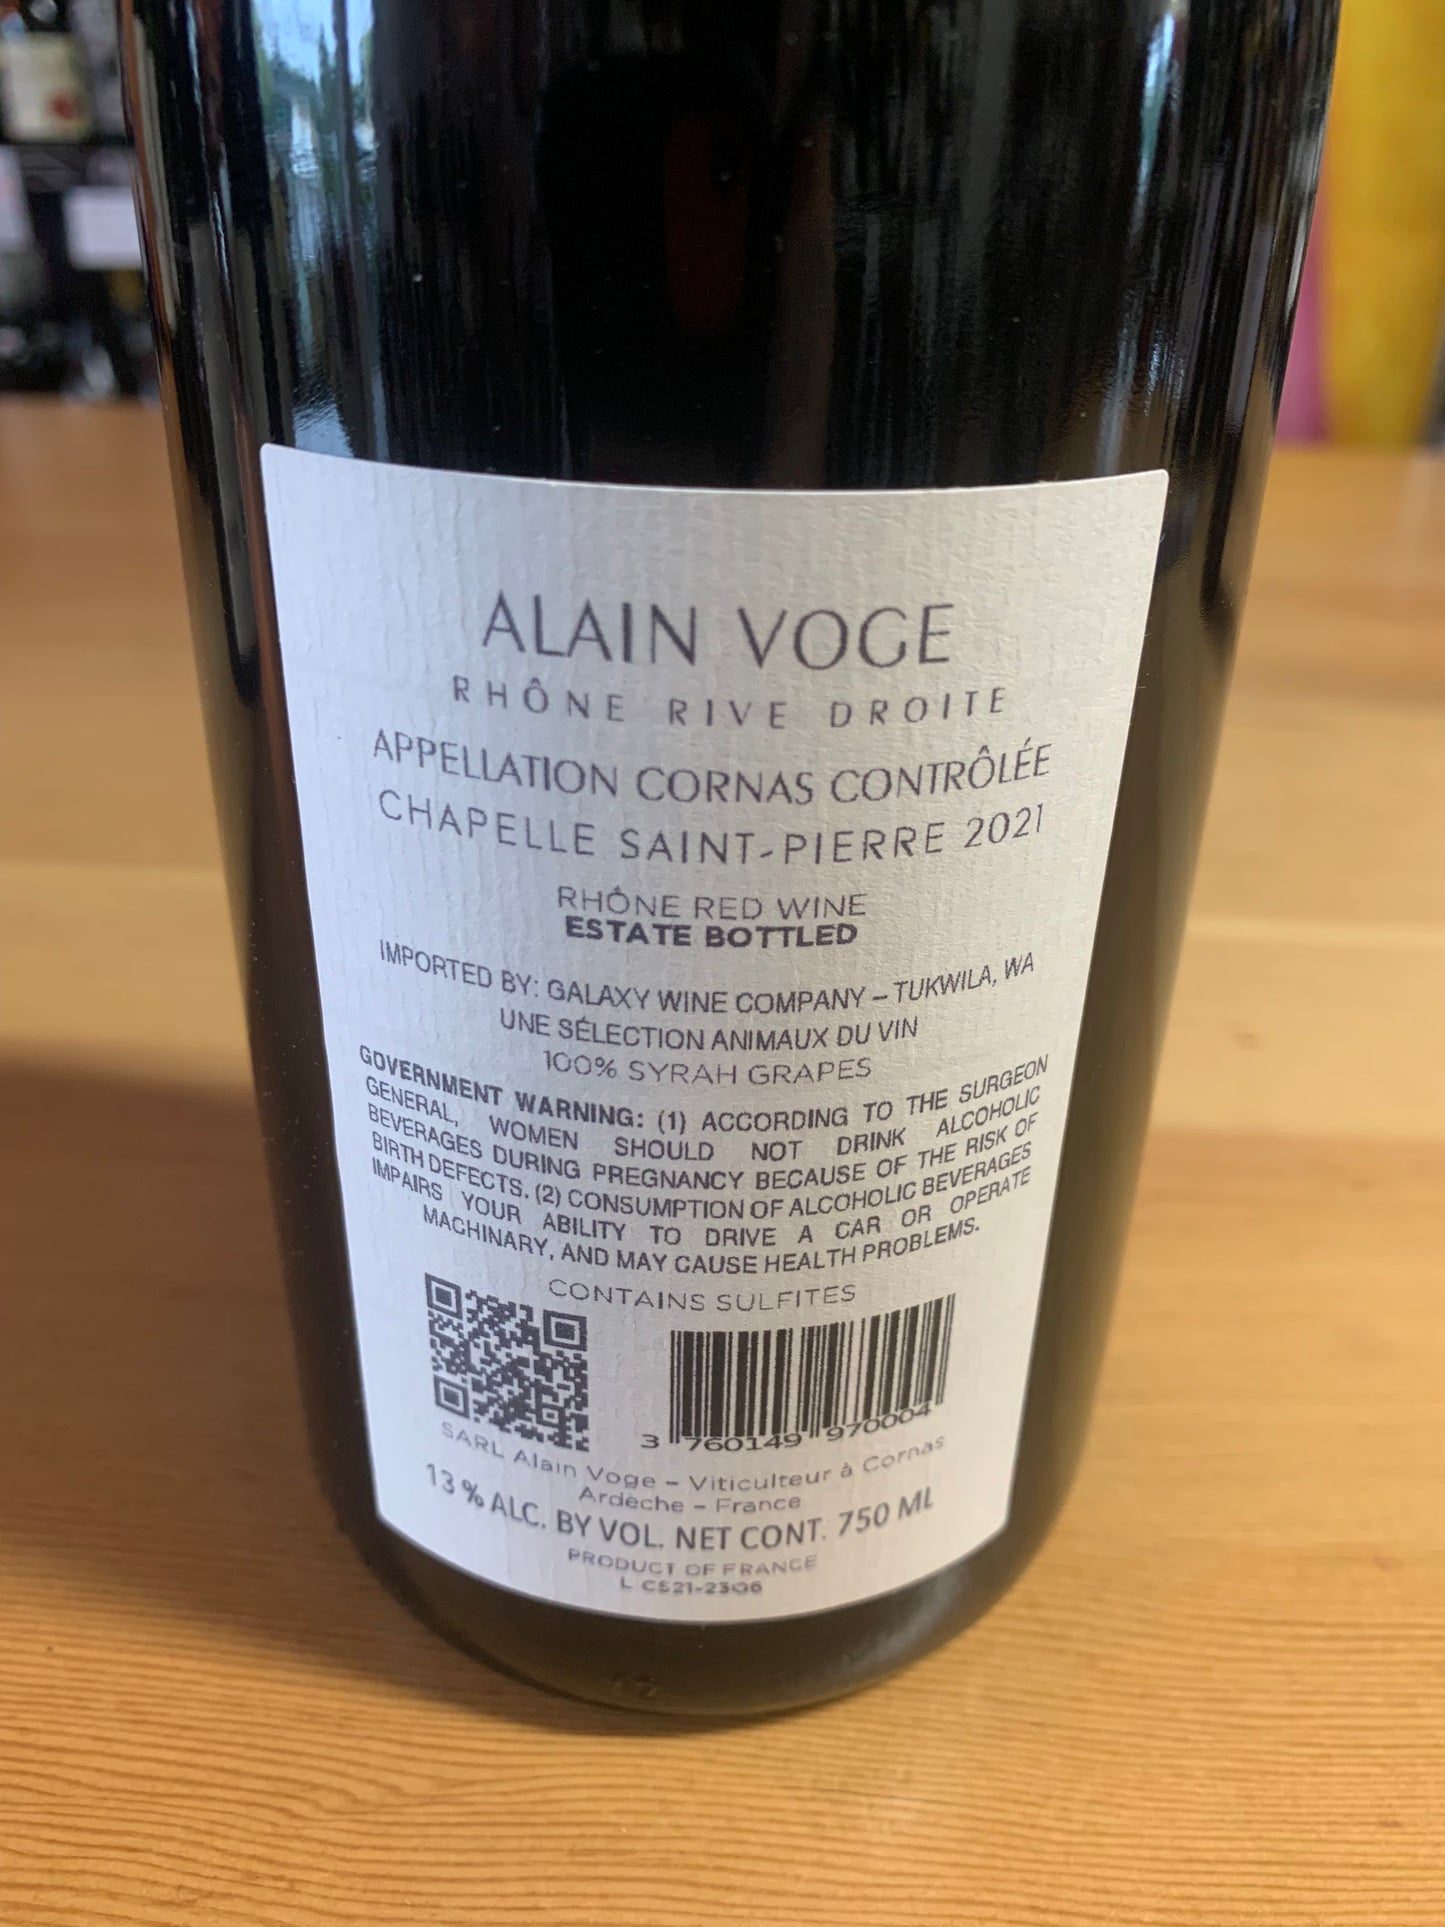 ALAIN VOGE
RHÔNE RIVE DROITE
APPELLATION CORNAS CONTRÔLÉE
CHAPELLE SAINT-PIERRE 2021
RHÔNE RED WINE
ESTATE BOTTLED
IMPORTED BY: GALAXY WINE COMPANY – TUKWILA, WA
UNE SÉLECTION ANIMAUX DU VIN
100% SYRAH GRAPES
GOVERNMENT WARNING: (1) ACCORDING TO THE SURGEON
GENERAL, WOMEN SHOULD NOT DRINK ALCOHOLIC
BEVERAGES DURING PREGNANCY BECAUSE OF THE RISK OF
BIRTH DEFECTS. (2) CONSUMPTION OF ALCOHOLIC BEVERAGES
IMPAIRS YOUR ABILITY TO DRIVE A CAR OR OPERATE
MACHINARY, AND MAY CAUSE HEALTH PROBLEMS.
CONTAINS SULFITES
3 760149 970004
SARL Alain Voge – Viticulteur à Cornas
Ardèche – France
13 % ALC. BY VOL. NET CONT. 750 ML
PRODUCT OF FRANCE
L CS21-2306